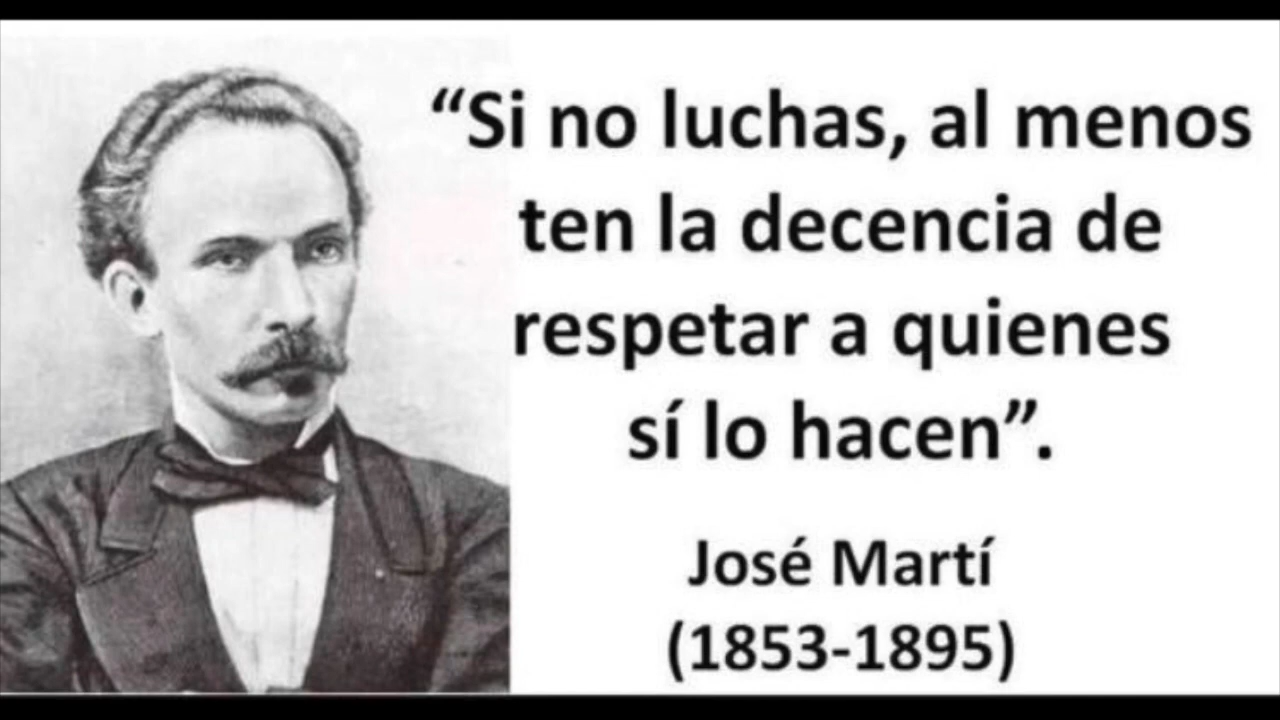 “Si no luchas, al menos
ten la decencia de
respetar a quienes
sí lo hacen”.
José Martí
(1853-1895)